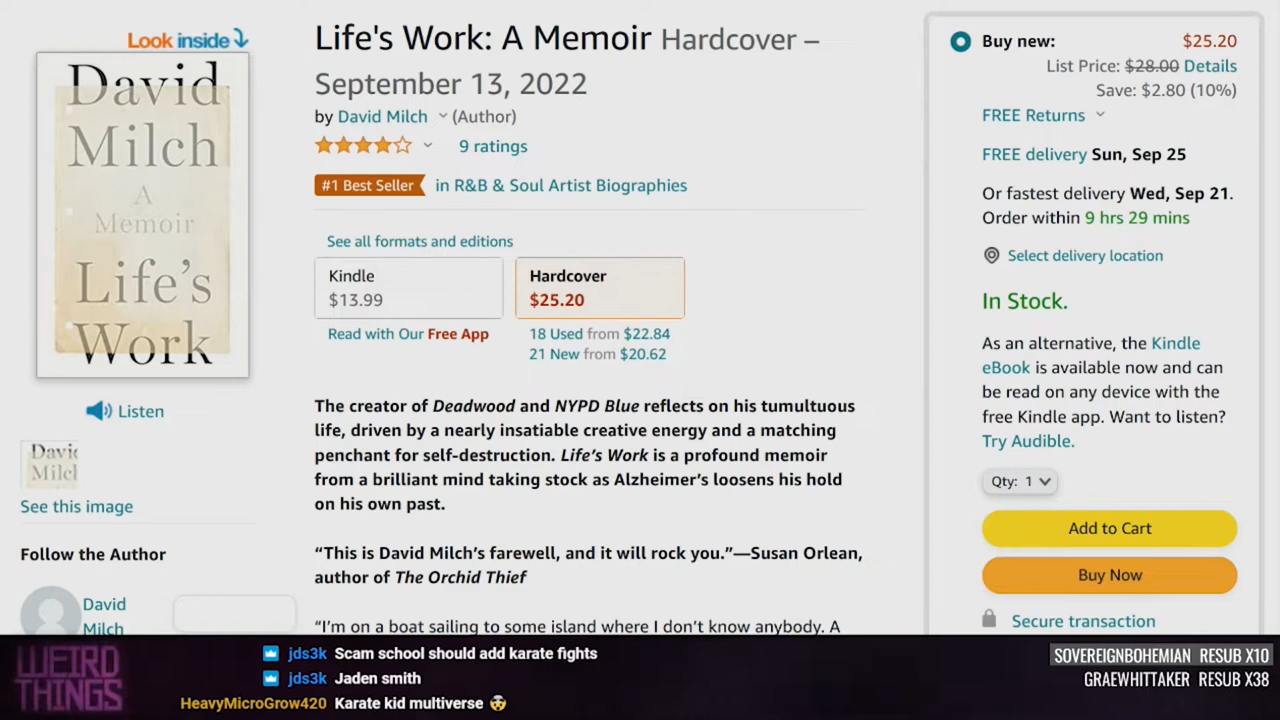 Look inside
David
Milch
A
Memoir
Life's
Work
Listen
David
Milch
See this image
Follow the Author
David
Milch
Life's Work: A Memoir Hardcover –
September 13, 2022
by David Milch (Author)
9 ratings
#1 Best Seller in R&B & Soul Artist Biographies
See all formats and editions
Kindle
$13.99
Read with Our Free App
Hardcover
$25.20
18 Used from $22.84
21 New from $20.62
The creator of Deadwood and NYPD Blue reflects on his tumultuous
life, driven by a nearly insatiable creative energy and a matching
penchant for self-destruction. Life’s Work is a profound memoir
from a brilliant mind taking stock as Alzheimer’s loosens his hold
on his own past.
“This is David Milch’s farewell, and it will rock you.”—Susan Orlean,
author of The Orchid Thief
“I’m on a boat sailing to some island where I don’t know anybody. A
Buy new: $25.20
List Price: $28.00 Details
Save: $2.80 (10%)
FREE Returns
FREE delivery Sun, Sep 25
Or fastest delivery Wed, Sep 21.
Order within 9 hrs 29 mins
Select delivery location
In Stock.
As an alternative, the Kindle
eBook is available now and can
be read on any device with the
free Kindle app. Want to listen?
Try Audible.
Qty: 1
Add to Cart
Buy Now
Secure transaction
WEIRD
THINGS
jds3k Scam school should add karate fights
jds3k Jaden smith
HeavyMicroGrow420 Karate kid multiverse 🤯
SOVEREIGNBOHEMIAN RESUB X10
GRAEWHITTAKER RESUB X38